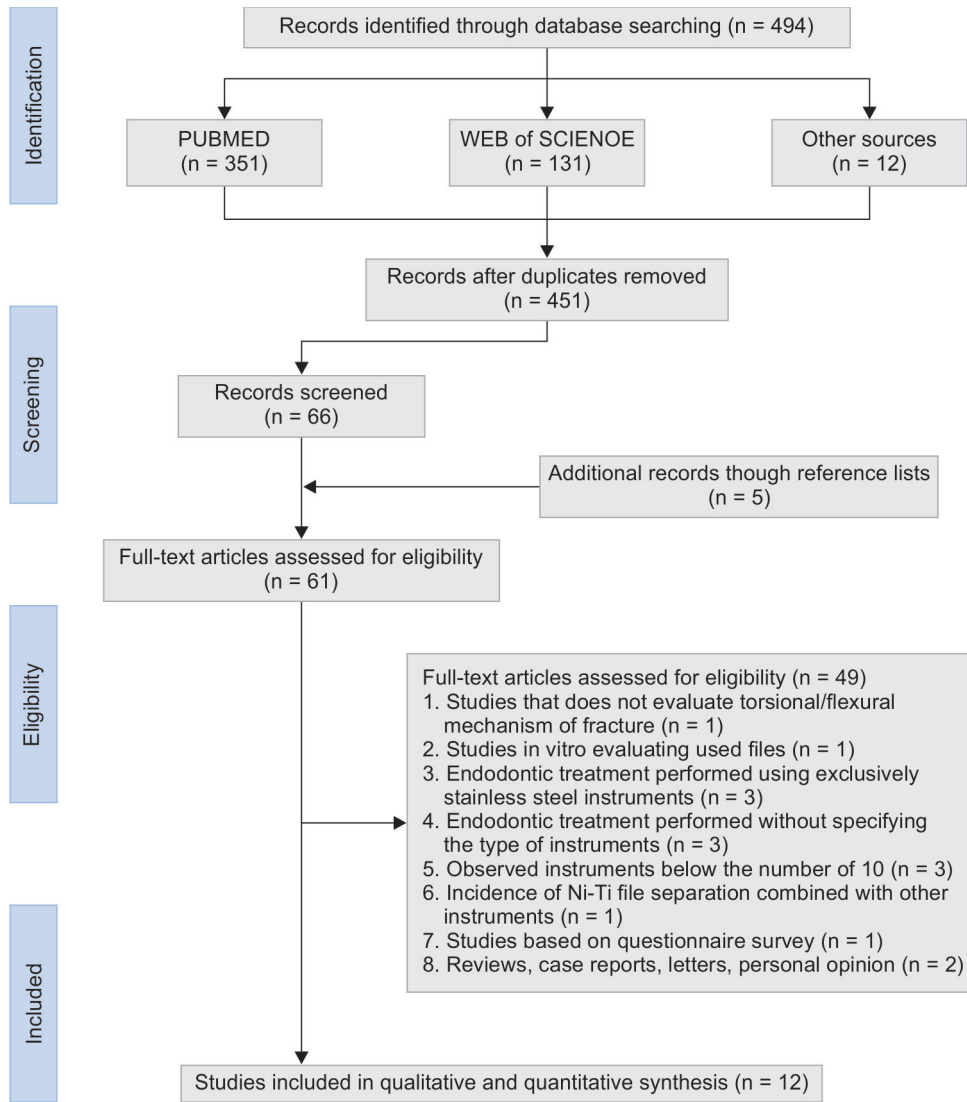 Identification
Records identified through database searching (n = 494)
PUBMED
(n = 351)
WEB of SCIENOE
(n = 131)
Other sources
(n = 12)
Records after duplicates removed
(n = 451)
Screening
Records screened
(n = 66)
Additional records though reference lists
(n = 5)
Full-text articles assessed for eligibility
(n = 61)
Eligibility
Full-text articles assessed for eligibility (n = 49)
1. Studies that does not evaluate torsional/flexural
mechanism of fracture (n = 1)
2. Studies in vitro evaluating used files (n = 1)
3. Endodontic treatment performed using exclusively
stainless steel instruments (n = 3)
4. Endodontic treatment performed without specifying
the type of instruments (n = 3)
5. Observed instruments below the number of 10 (n = 3)
6. Incidence of Ni-Ti file separation combined with other
instruments (n = 1)
7. Studies based on questionnaire survey (n = 1)
8. Reviews, case reports, letters, personal opinion (n = 2)
Included
Studies included in qualitative and quantitative synthesis (n = 12)